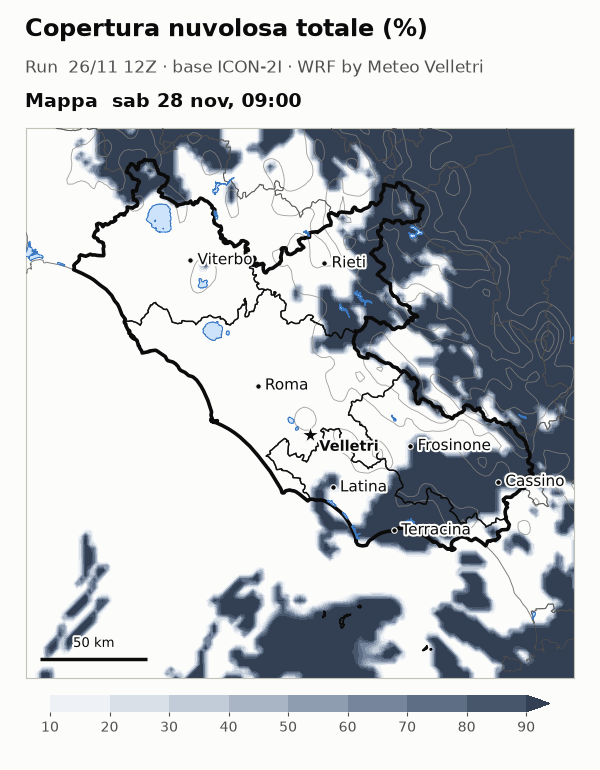 Copertura nuvolosa totale (%)
Run 26/11 12Z · base ICON-2I · WRF by Meteo Velletri
Mappa sab 28 nov, 09:00
Viterbo
Rieti
Roma
Velletri
Frosinone
Latina
Cassino
Terracina
50 km
10 20 30 40 50 60 70 80 90